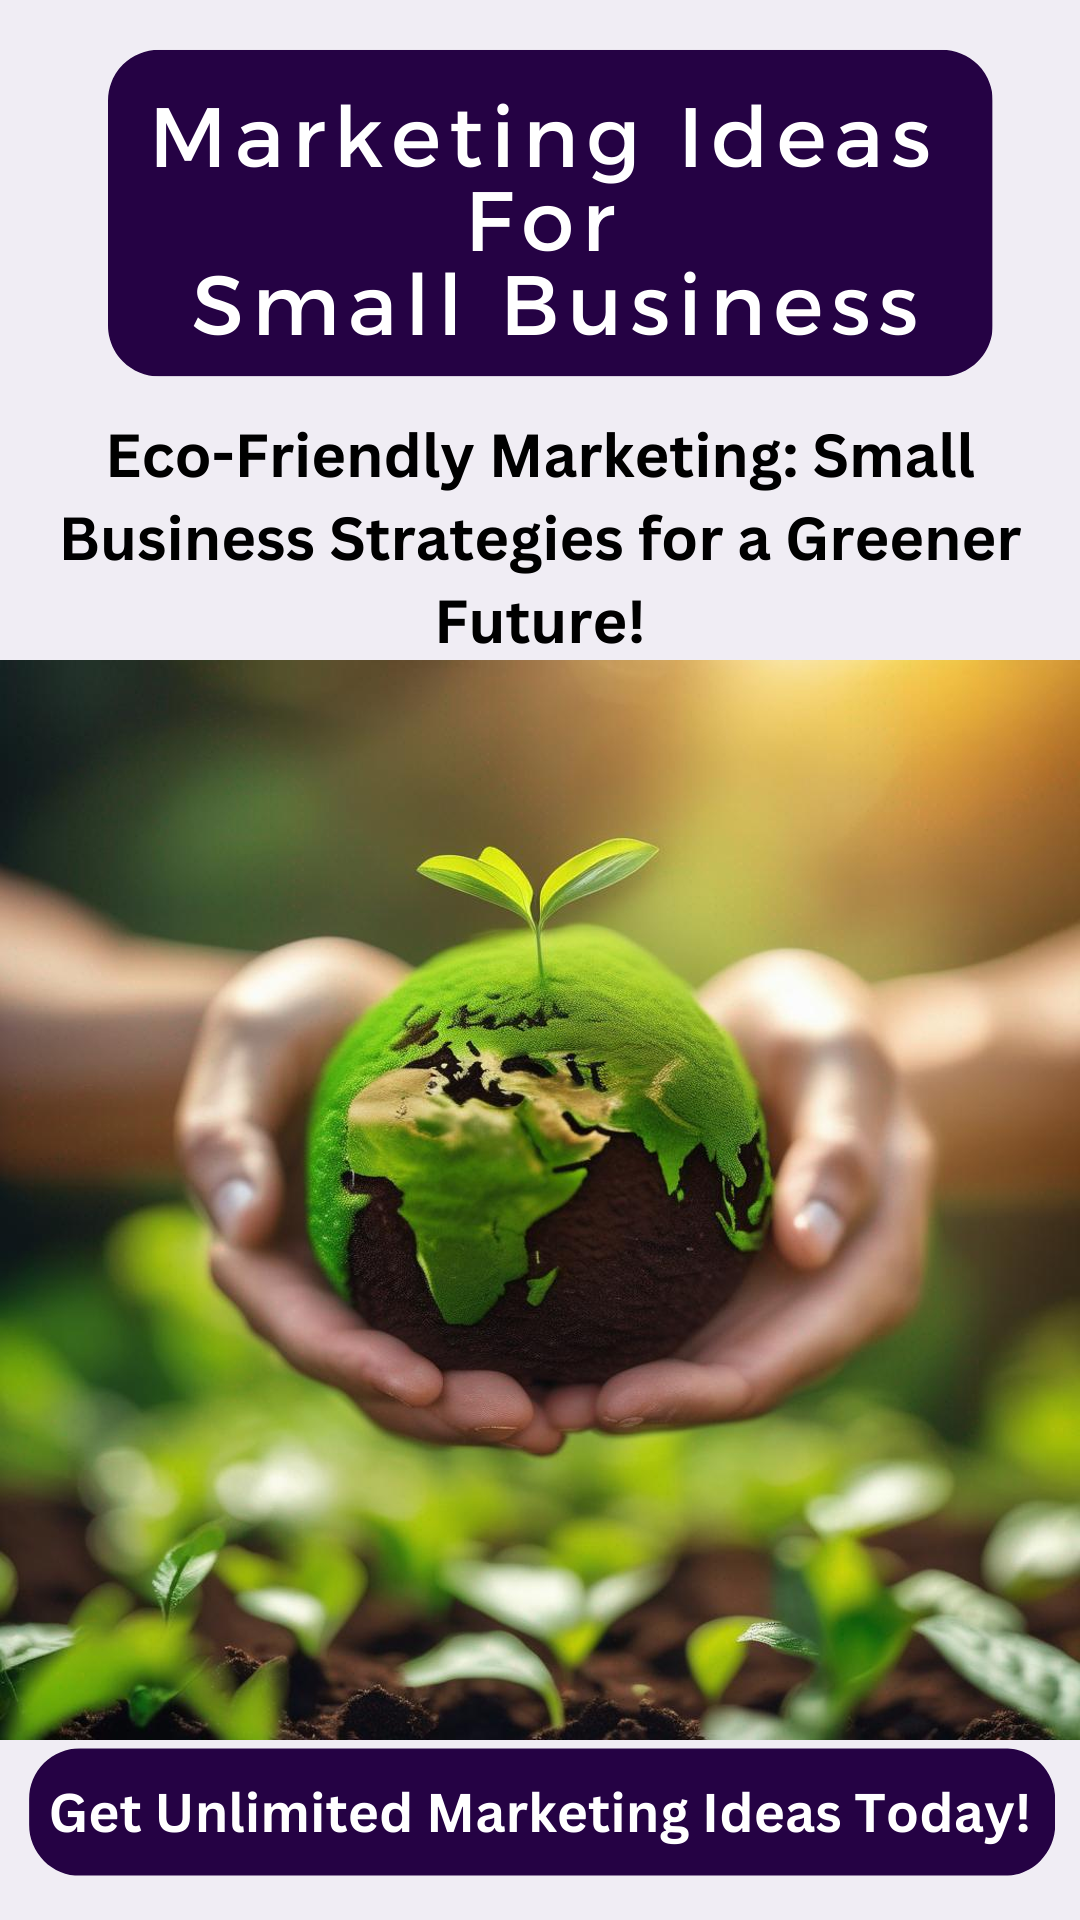 Marketing Ideas
For
Small Business
Eco-Friendly Marketing: Small
Business Strategies for a Greener
Future!
Get Unlimited Marketing Ideas Today!